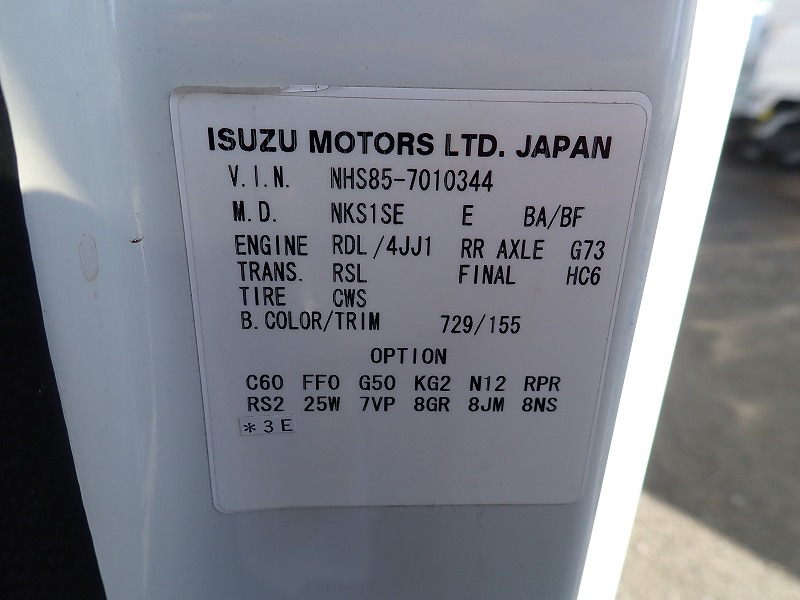 ISUZU MOTORS LTD. JAPAN
V.I.N. NHS85-7010344
M.D. NKS1SE E BA/BF
ENGINE RDL/4JJ1 RR AXLE G73
TRANS. RSL FINAL HC6
TIRE CWS
B.COLOR/TRIM 729/155
OPTION
C60 FF0 G50 KG2 N12 RPR
RS2 25W 7VP 8GR 8JM 8NS
*3E